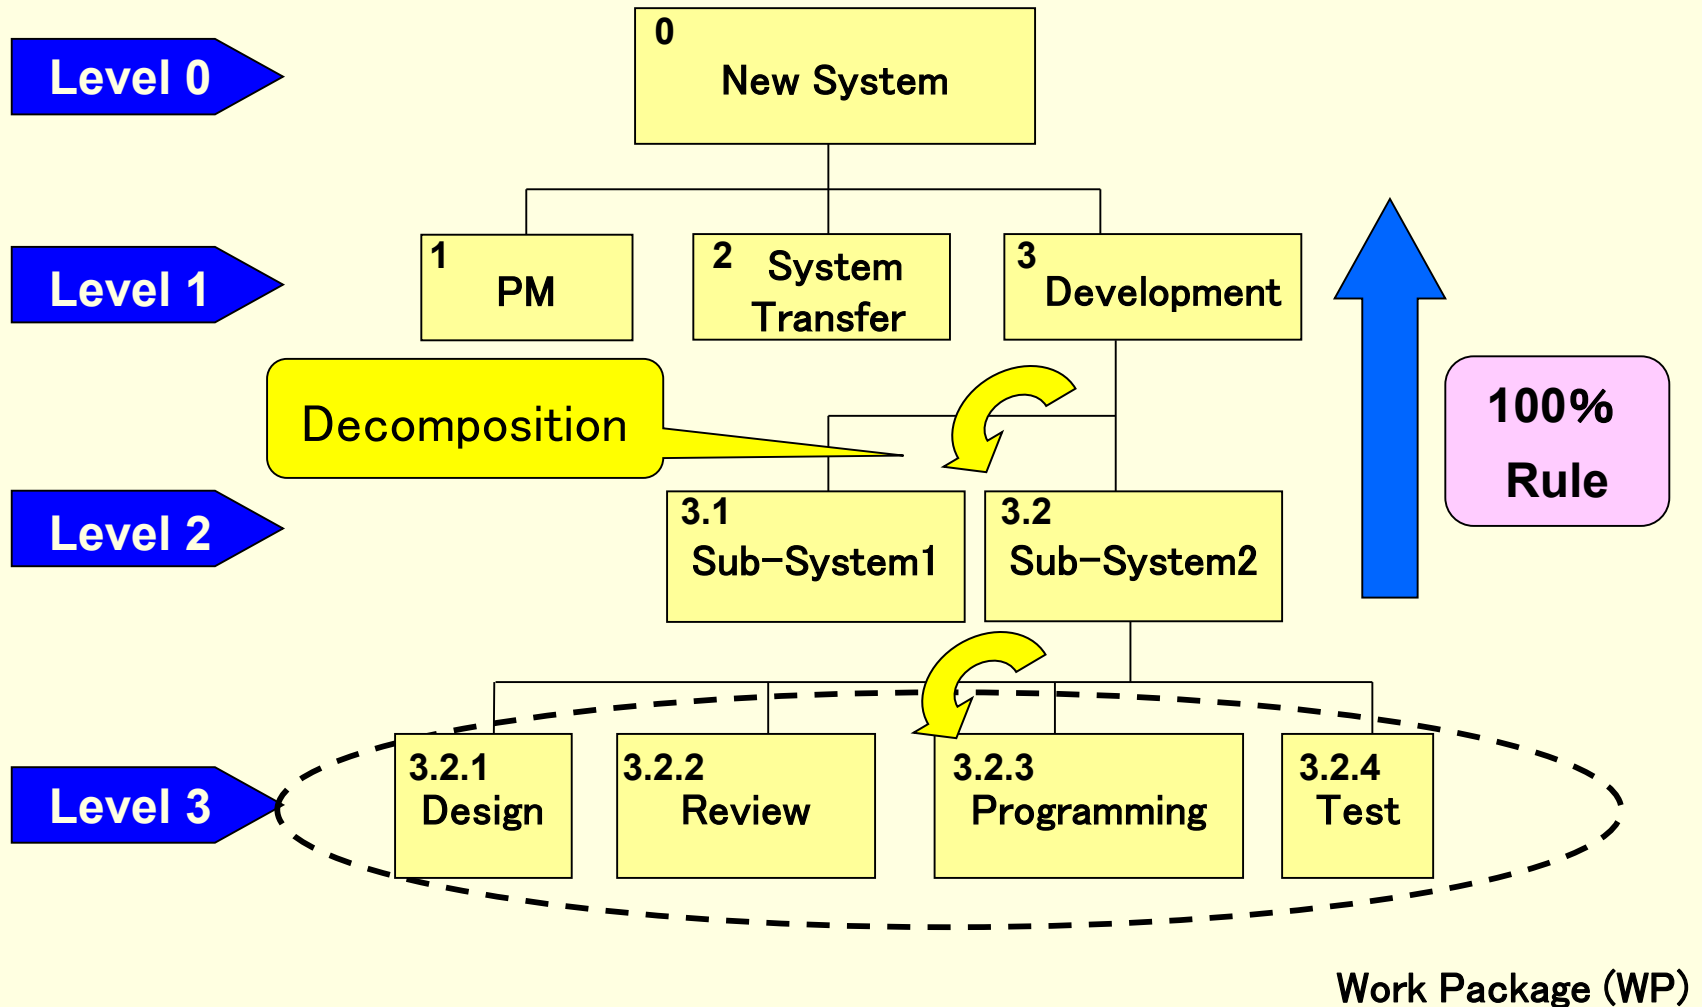 Level 0
0
New System
Level 1
1
PM
2 System
Transfer
3
Development
Decomposition
100%
Rule
Level 2
3.1
Sub-System1
3.2
Sub-System2
Level 3
3.2.1
Design
3.2.2
Review
3.2.3
Programming
3.2.4
Test
Work Package (WP)